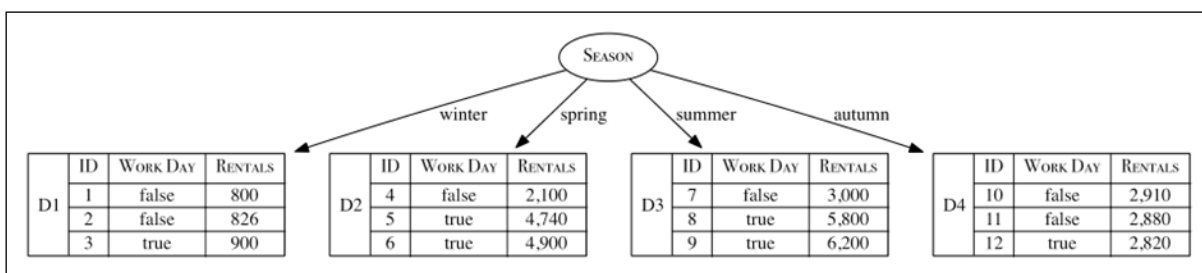 SEASON
winter spring summer autumn
ID WORK DAY RENTALS ID WORK DAY RENTALS ID WORK DAY RENTALS ID WORK DAY RENTALS
1 false 800 4 false 2,100 7 false 3,000 10 false 2,910
D1 2 false 826 D2 5 true 4,740 D3 8 true 5,800 D4 11 false 2,880
3 true 900 6 true 4,900 9 true 6,200 12 true 2,820